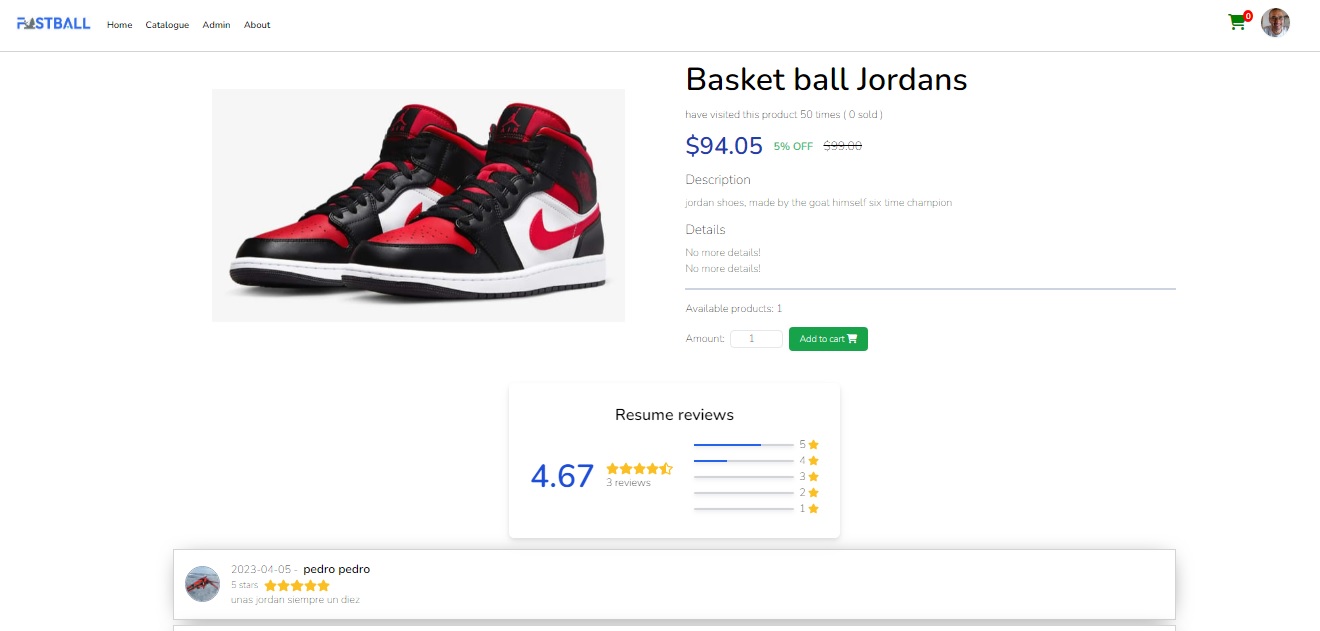 FASTBALL Home Catalogue Admin About 0
Basket ball Jordans
have visited this product 50 times ( 0 sold )
$94.05 5% OFF $99.00
Description
jordan shoes, made by the goat himself six time champion
Details
No more details!
No more details!
Available products: 1
Amount: 1 Add to cart
Resume reviews
4.67
3 reviews
5
4
3
2
1
2023-04-05 - pedro pedro
5 stars
unas jordan siempre un diez